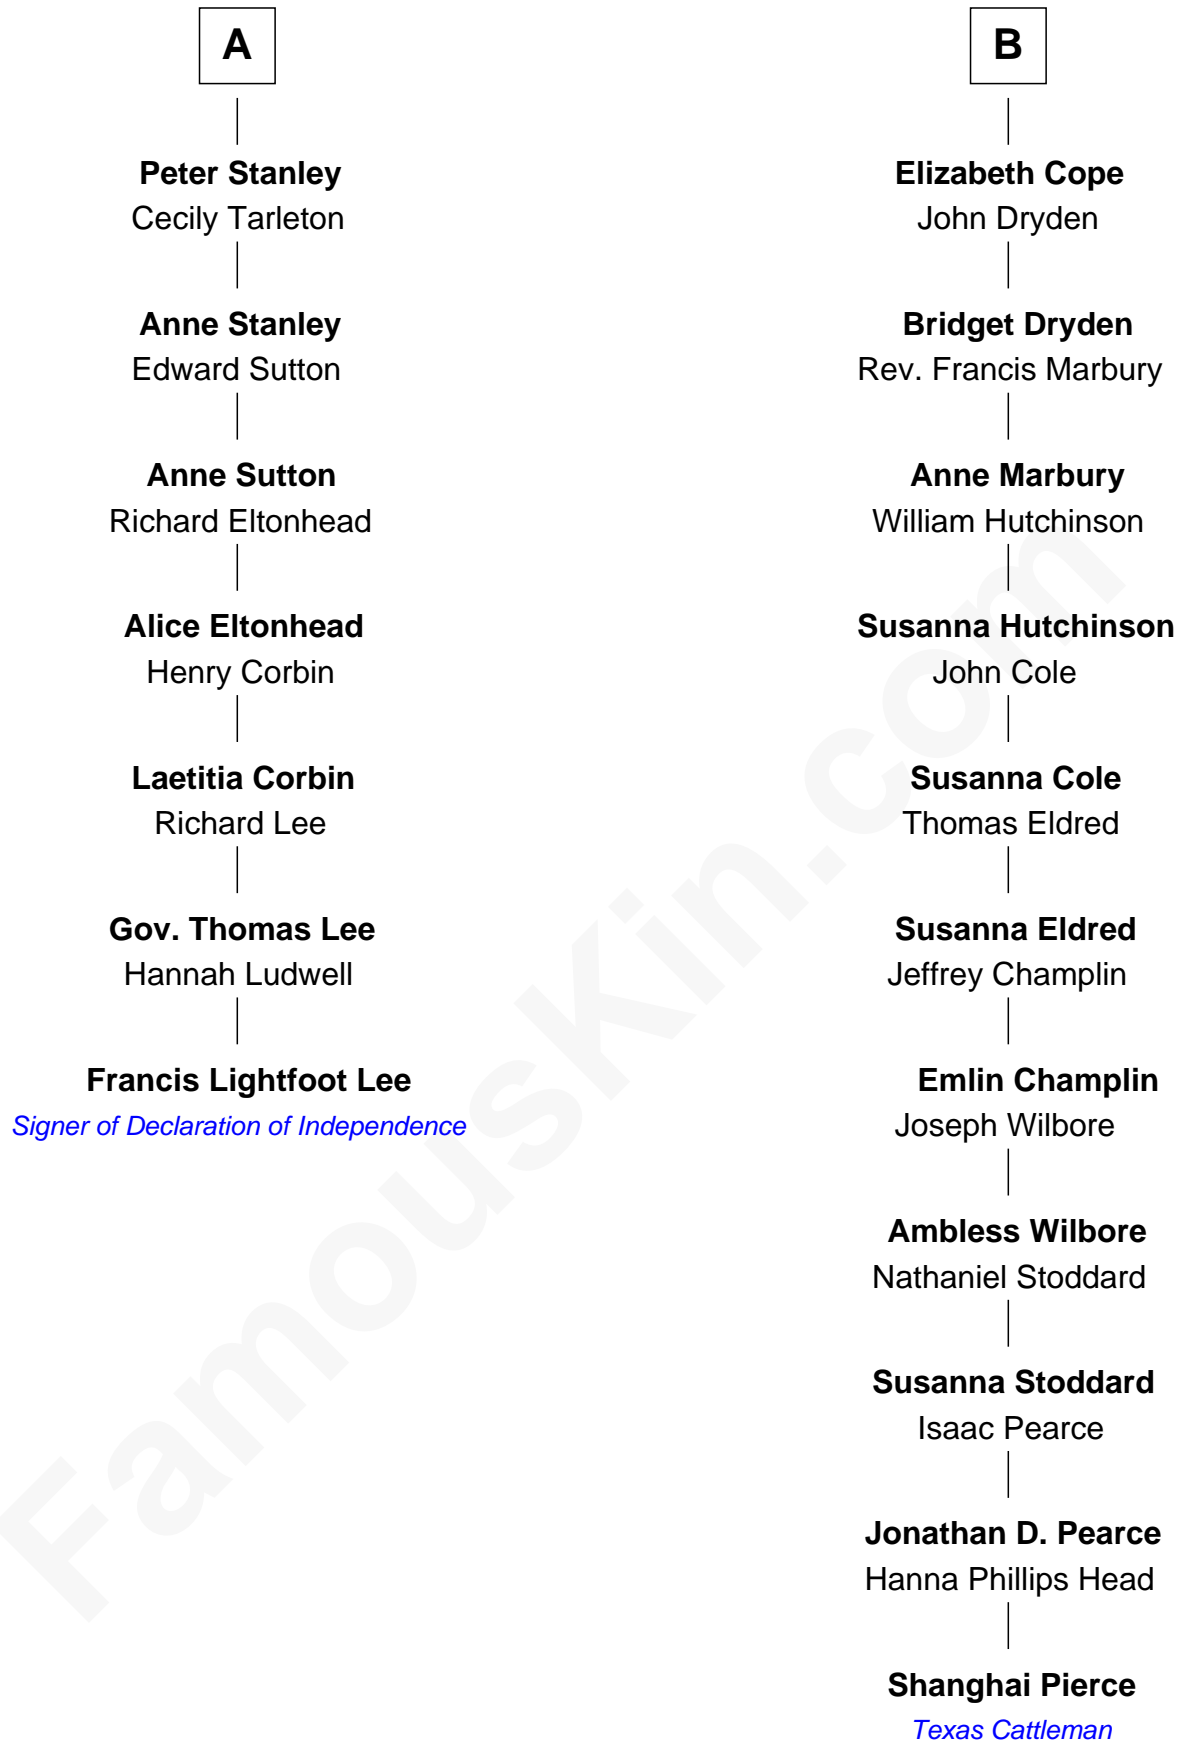 A
Peter Stanley
Cecily Tarleton
Anne Stanley
Edward Sutton
Anne Sutton
Richard Eltonhead
Alice Eltonhead
Henry Corbin
Laetitia Corbin
Richard Lee
Gov. Thomas Lee
Hannah Ludwell
Francis Lightfoot Lee
Signer of Declaration of Independence
B
Elizabeth Cope
John Dryden
Bridget Dryden
Rev. Francis Marbury
Anne Marbury
William Hutchinson
Susanna Hutchinson
John Cole
Susanna Cole
Thomas Eldred
Susanna Eldred
Jeffrey Champlin
Emlin Champlin
Joseph Wilbore
Ambless Wilbore
Nathaniel Stoddard
Susanna Stoddard
Isaac Pearce
Jonathan D. Pearce
Hanna Phillips Head
Shanghai Pierce
Texas Cattleman
FamousKin.com